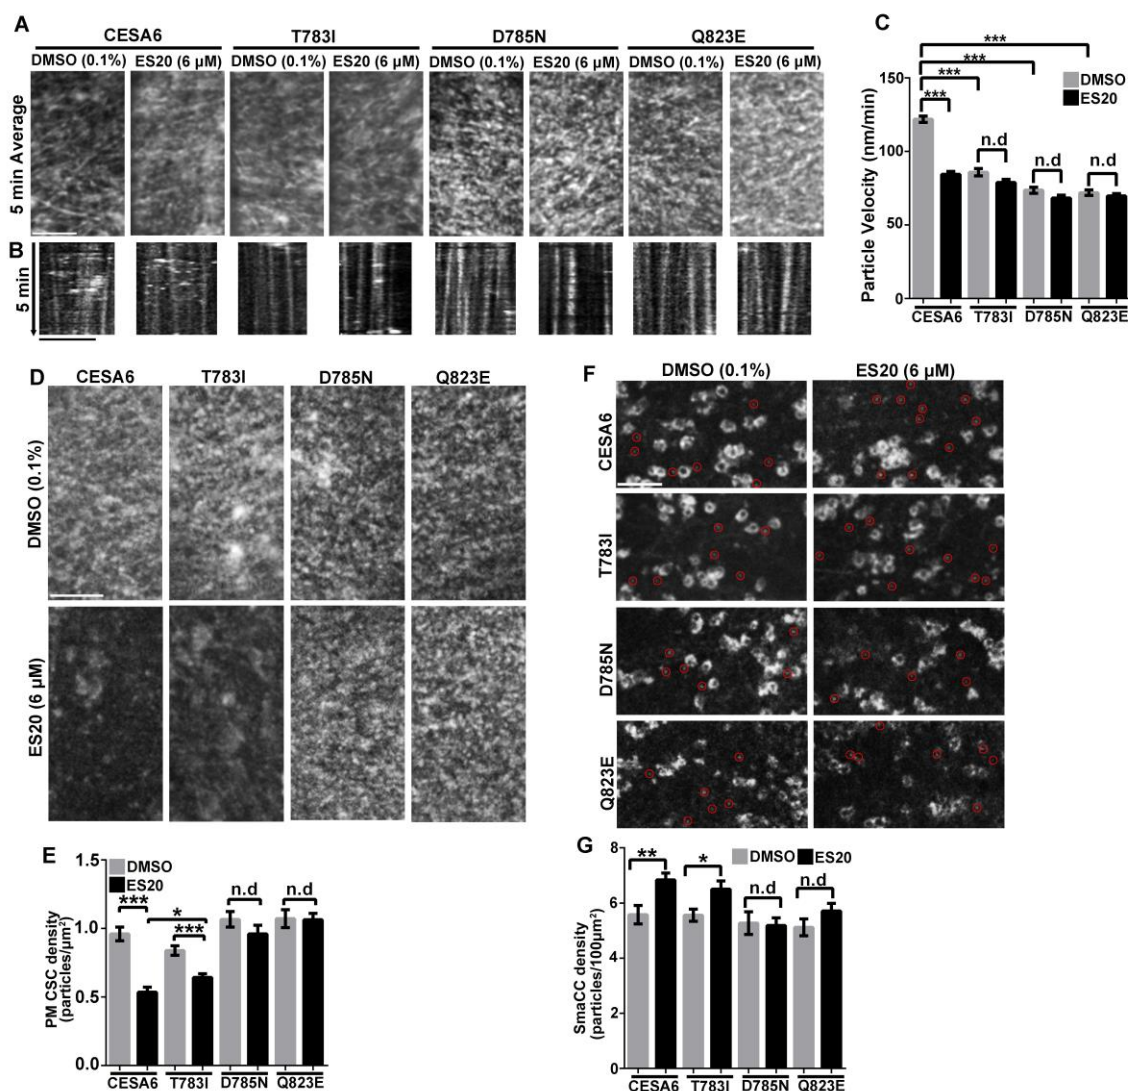 A
CESA6 T783I D785N Q823E
DMSO (0.1%) ES20 (6 µM) DMSO (0.1%) ES20 (6 µM) DMSO (0.1%) ES20 (6 µM) DMSO (0.1%) ES20 (6 µM)
5 min Average
B
5 min
C
***
***
***
***
n.d
n.d
n.d
DMSO
ES20
Particle Velocity (nm/min)
150
100
50
0
CESA6 T783I D785N Q823E
D
CESA6 T783I D785N Q823E
DMSO (0.1%)
ES20 (6 µM)
E
DMSO
ES20
***
*
***
n.d
n.d
PM CSC density
(particles/µm²)
1.5
1.0
0.5
0.0
CESA6 T783I D785N Q823E
F
DMSO (0.1%) ES20 (6 µM)
CESA6
T783I
D785N
Q823E
G
DMSO ES20
**
*
n.d
n.d
SmaCC density
(particles/100µm²)
8
6
4
2
0
CESA6 T783I D785N Q823E